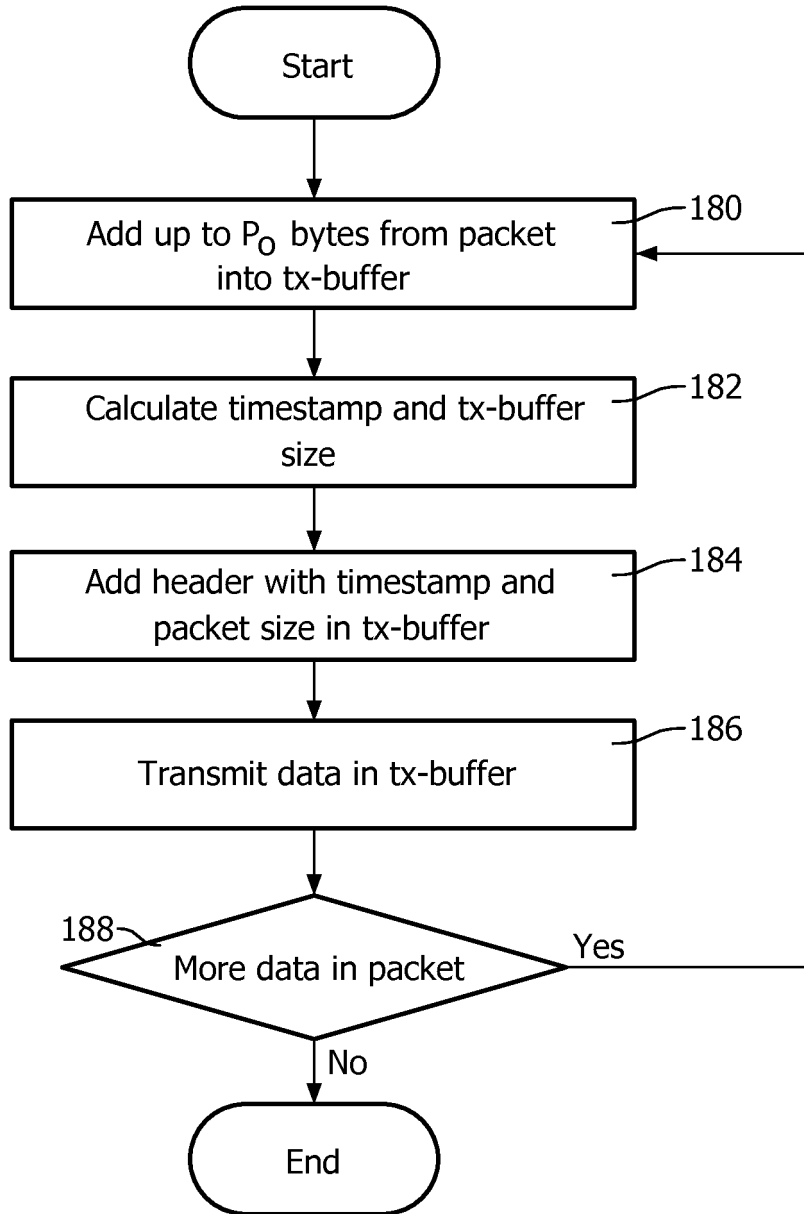 Start
180
Add up to Po bytes from packet
into tx-buffer
182
Calculate timestamp and tx-buffer
size
184
Add header with timestamp and
packet size in tx-buffer
186
Transmit data in tx-buffer
188
More data in packet
Yes
No
End